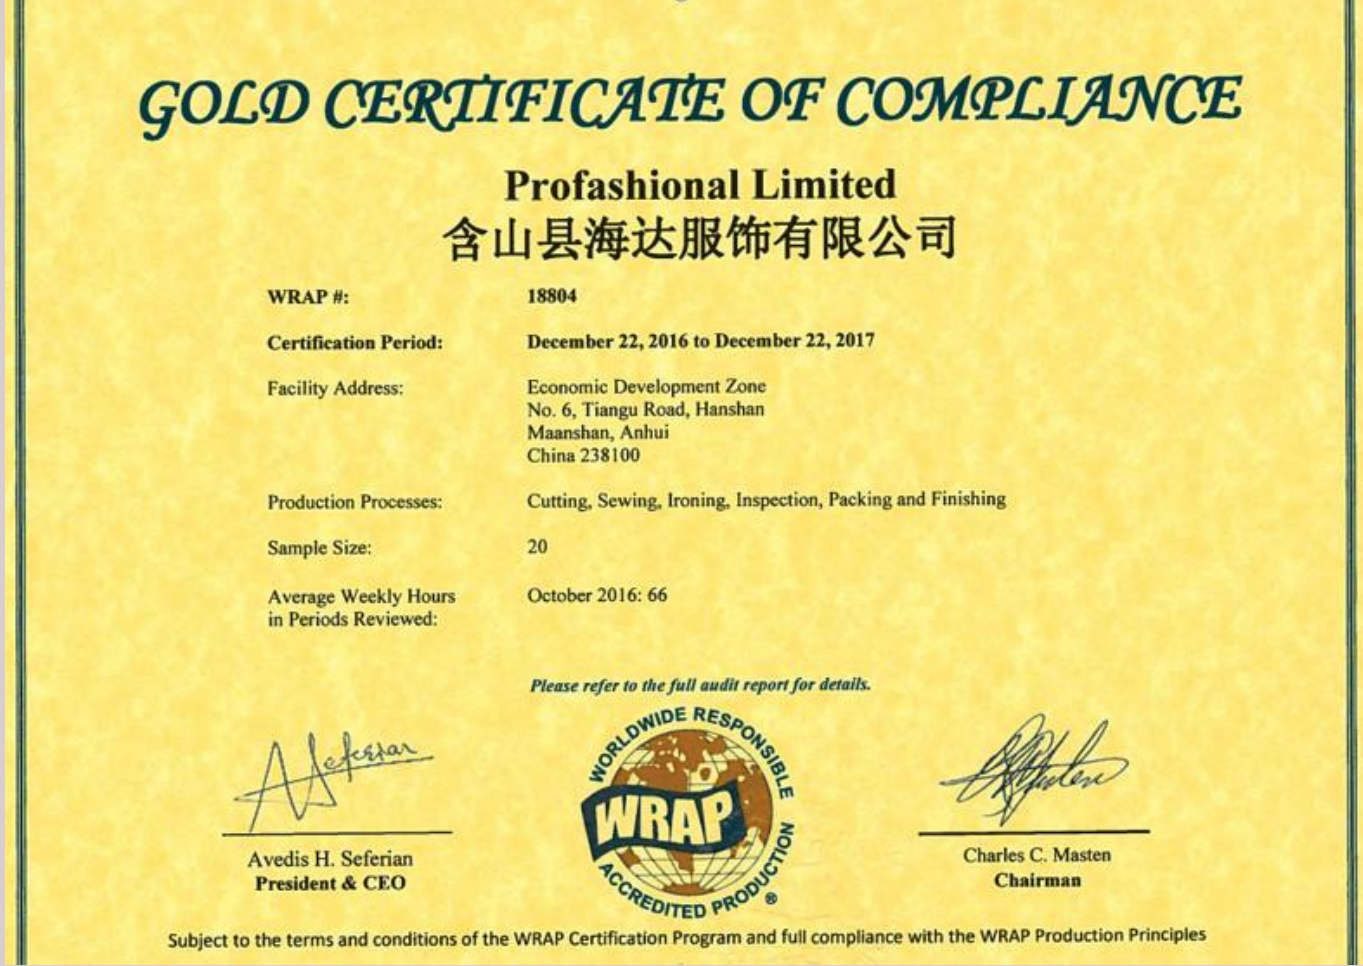 GOLD CERTIFICATE OF COMPLIANCE
Profashional Limited
含山县海达服饰有限公司
WRAP #: 18804
Certification Period: December 22, 2016 to December 22, 2017
Facility Address: Economic Development Zone
No. 6, Tiangu Road, Hanshan
Maanshan, Anhui
China 238100
Production Processes: Cutting, Sewing, Ironing, Inspection, Packing and Finishing
Sample Size: 20
Average Weekly Hours October 2016: 66
in Periods Reviewed:
Please refer to the full audit report for details.
WORLDWIDE RESPONSIBLE
WRAP
ACCREDITED PRODUCTION ®
Avedis H. Seferian
President & CEO
Charles C. Masten
Chairman
Subject to the terms and conditions of the WRAP Certification Program and full compliance with the WRAP Production Principles